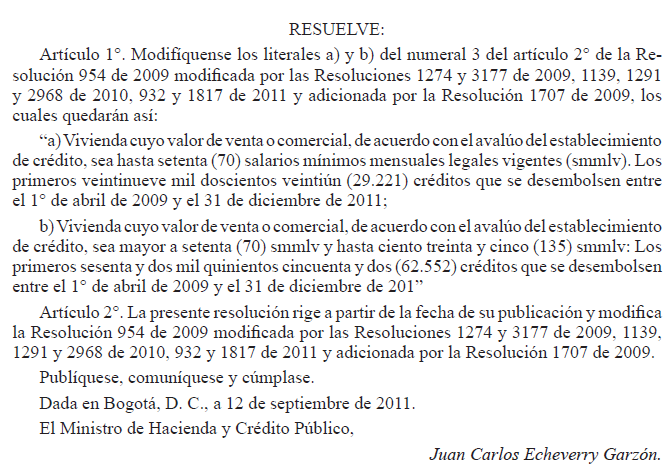 RESUELVE:
Artículo 1°. Modifíquense los literales a) y b) del numeral 3 del artículo 2° de la Re-
solución 954 de 2009 modificada por las Resoluciones 1274 y 3177 de 2009, 1139, 1291
y 2968 de 2010, 932 y 1817 de 2011 y adicionada por la Resolución 1707 de 2009, los
cuales quedarán así:
“a) Vivienda cuyo valor de venta o comercial, de acuerdo con el avalúo del establecimiento
de crédito, sea hasta setenta (70) salarios mínimos mensuales legales vigentes (smmlv). Los
primeros veintinueve mil doscientos veintiún (29.221) créditos que se desembolsen entre
el 1° de abril de 2009 y el 31 de diciembre de 2011;
b) Vivienda cuyo valor de venta o comercial, de acuerdo con el avalúo del establecimiento
de crédito, sea mayor a setenta (70) smmlv y hasta ciento treinta y cinco (135) smmlv: Los
primeros sesenta y dos mil quinientos cincuenta y dos (62.552) créditos que se desembolsen
entre el 1° de abril de 2009 y el 31 de diciembre de 201”
Artículo 2°. La presente resolución rige a partir de la fecha de su publicación y modifica
la Resolución 954 de 2009 modificada por las Resoluciones 1274 y 3177 de 2009, 1139,
1291 y 2968 de 2010, 932 y 1817 de 2011 y adicionada por la Resolución 1707 de 2009.
Publíquese, comuníquese y cúmplase.
Dada en Bogotá, D. C., a 12 de septiembre de 2011.
El Ministro de Hacienda y Crédito Público,
Juan Carlos Echeverry Garzón.